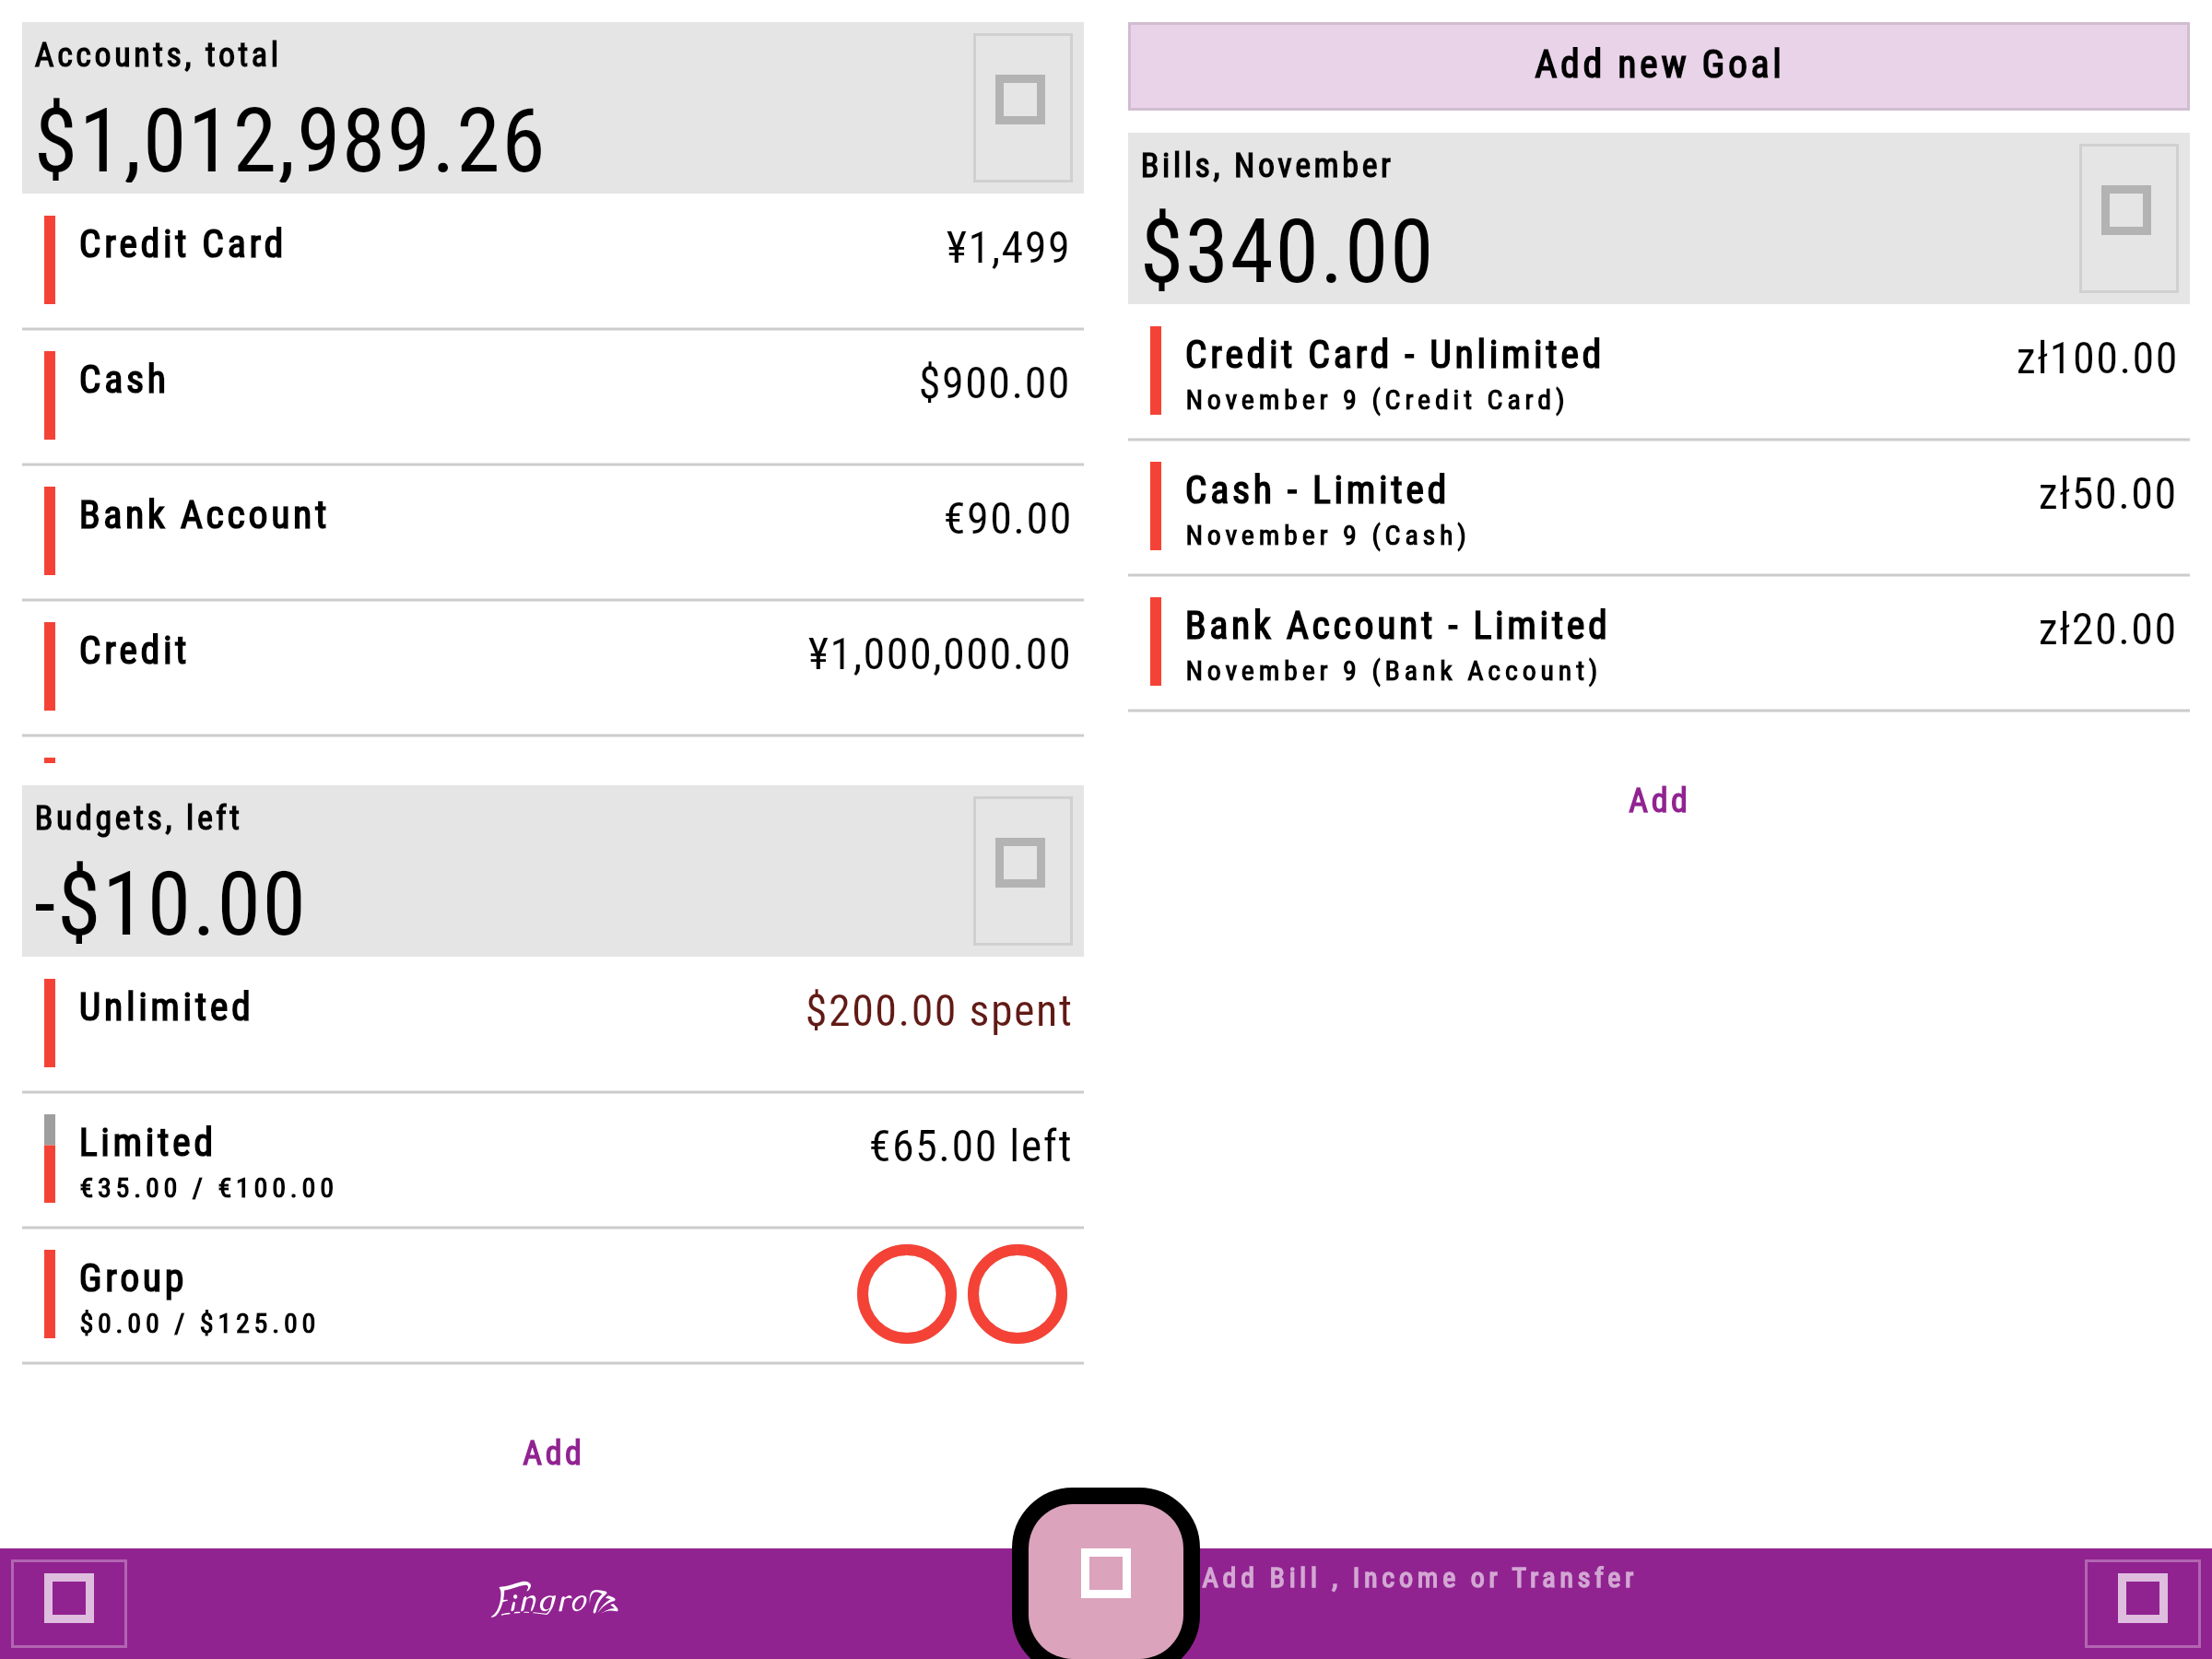 Accounts, total
$1,012,989.26
Credit Card ¥1,499
Cash $900.00
Bank Account €90.00
Credit ¥1,000,000.00
Budgets, left
-$10.00
Unlimited $200.00 spent
Limited €65.00 left
€35.00 / €100.00
Group
$0.00 / $125.00
Add
Add new Goal
Bills, November
$340.00
Credit Card - Unlimited zł100.00
November 9 (Credit Card)
Cash - Limited zł50.00
November 9 (Cash)
Bank Account - Limited zł20.00
November 9 (Bank Account)
Add
Fingro
Add Bill , Income or Transfer